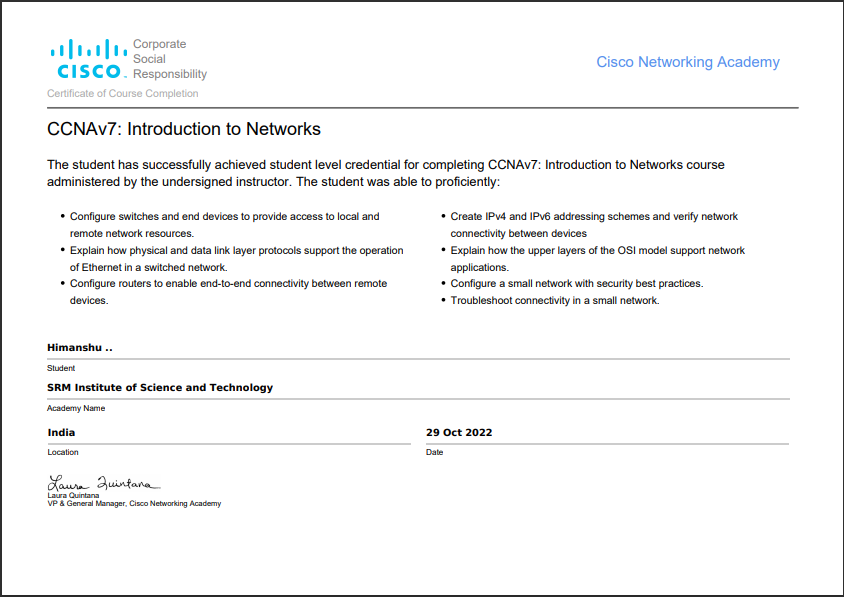 Corporate
Social
Responsibility
CISCO.
Cisco Networking Academy
Certificate of Course Completion
CCNAv7: Introduction to Networks
The student has successfully achieved student level credential for completing CCNAv7: Introduction to Networks course
administered by the undersigned instructor. The student was able to proficiently:
• Configure switches and end devices to provide access to local and
remote network resources.
• Explain how physical and data link layer protocols support the operation
of Ethernet in a switched network.
• Configure routers to enable end-to-end connectivity between remote
devices.
• Create IPv4 and IPv6 addressing schemes and verify network
connectivity between devices
• Explain how the upper layers of the OSI model support network
applications.
• Configure a small network with security best practices.
• Troubleshoot connectivity in a small network.
Himanshu ..
Student
SRM Institute of Science and Technology
Academy Name
India
Location
29 Oct 2022
Date
Laura Quintana
Laura Quintana
VP & General Manager, Cisco Networking Academy